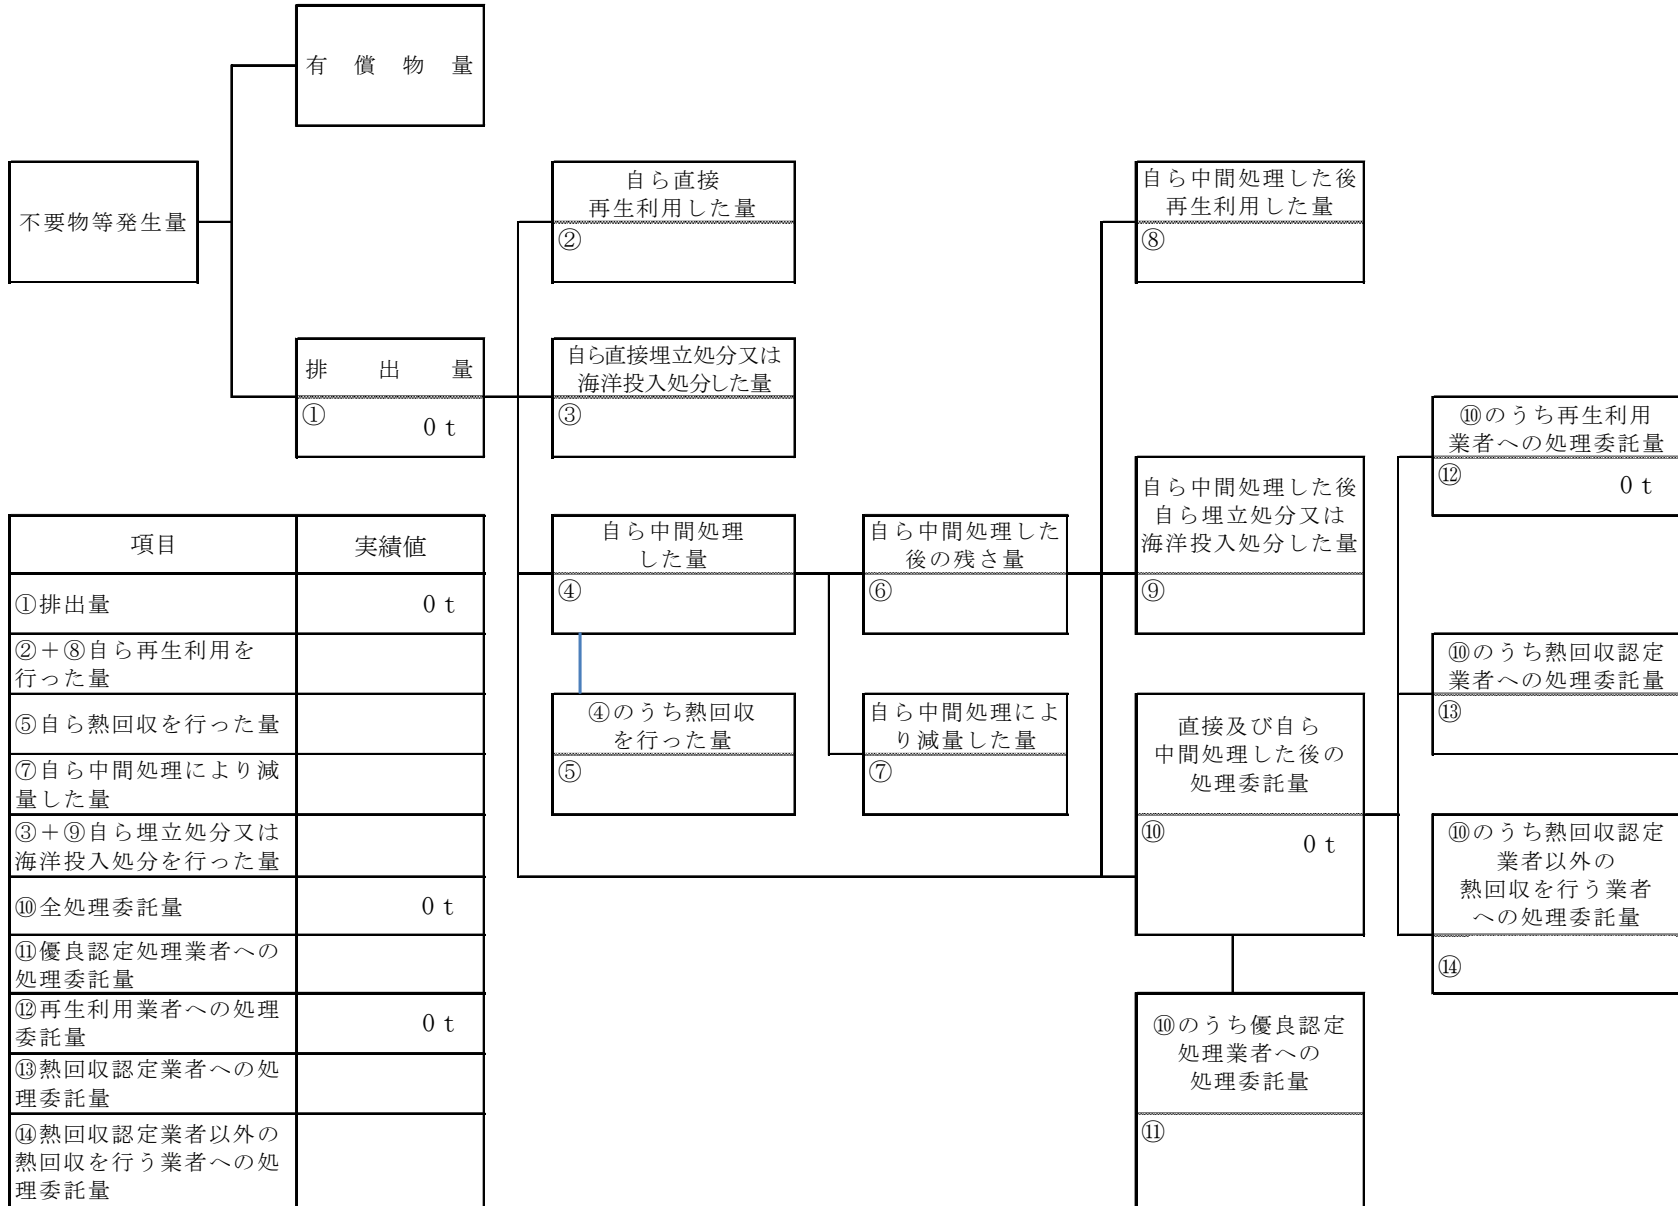 有償物量
不要物等発生量
排出量
①
0 t
自ら直接
再生利用した量
②
自ら直接埋立処分又は
海洋投入処分した量
③
自ら中間処理
した量
④
④のうち熱回収
を行った量
⑤
自ら中間処理した
後の残さ量
⑥
自ら中間処理によ
り減量した量
⑦
自ら中間処理した後
再生利用した量
⑧
自ら中間処理した後
自ら埋立処分又は
海洋投入処分した量
⑨
直接及び自ら
中間処理した後の
処理委託量
⑩
0 t
⑩のうち優良認定
処理業者への
処理委託量
⑪
⑩のうち再生利用
業者への処理委託量
⑫
0 t
⑩のうち熱回収認定
業者への処理委託量
⑬
⑩のうち熱回収認定
業者以外の
熱回収を行う業者
への処理委託量
⑭
項目 実績値
①排出量 0 t
②＋⑧自ら再生利用を
行った量
⑤自ら熱回収を行った量
⑦自ら中間処理により減
量した量
③＋⑨自ら埋立処分又は
海洋投入処分を行った量
⑩全処理委託量 0 t
⑪優良認定処理業者への
処理委託量
⑫再生利用業者への処理
委託量 0 t
⑬熱回収認定業者への処
理委託量
⑭熱回収認定業者以外の
熱回収を行う業者への処
理委託量